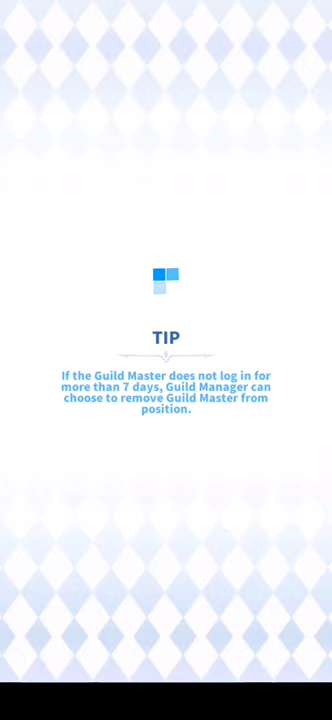 TIP
If the Guild Master does not log in for
more than 7 days, Guild Manager can
choose to remove Guild Master from
position.